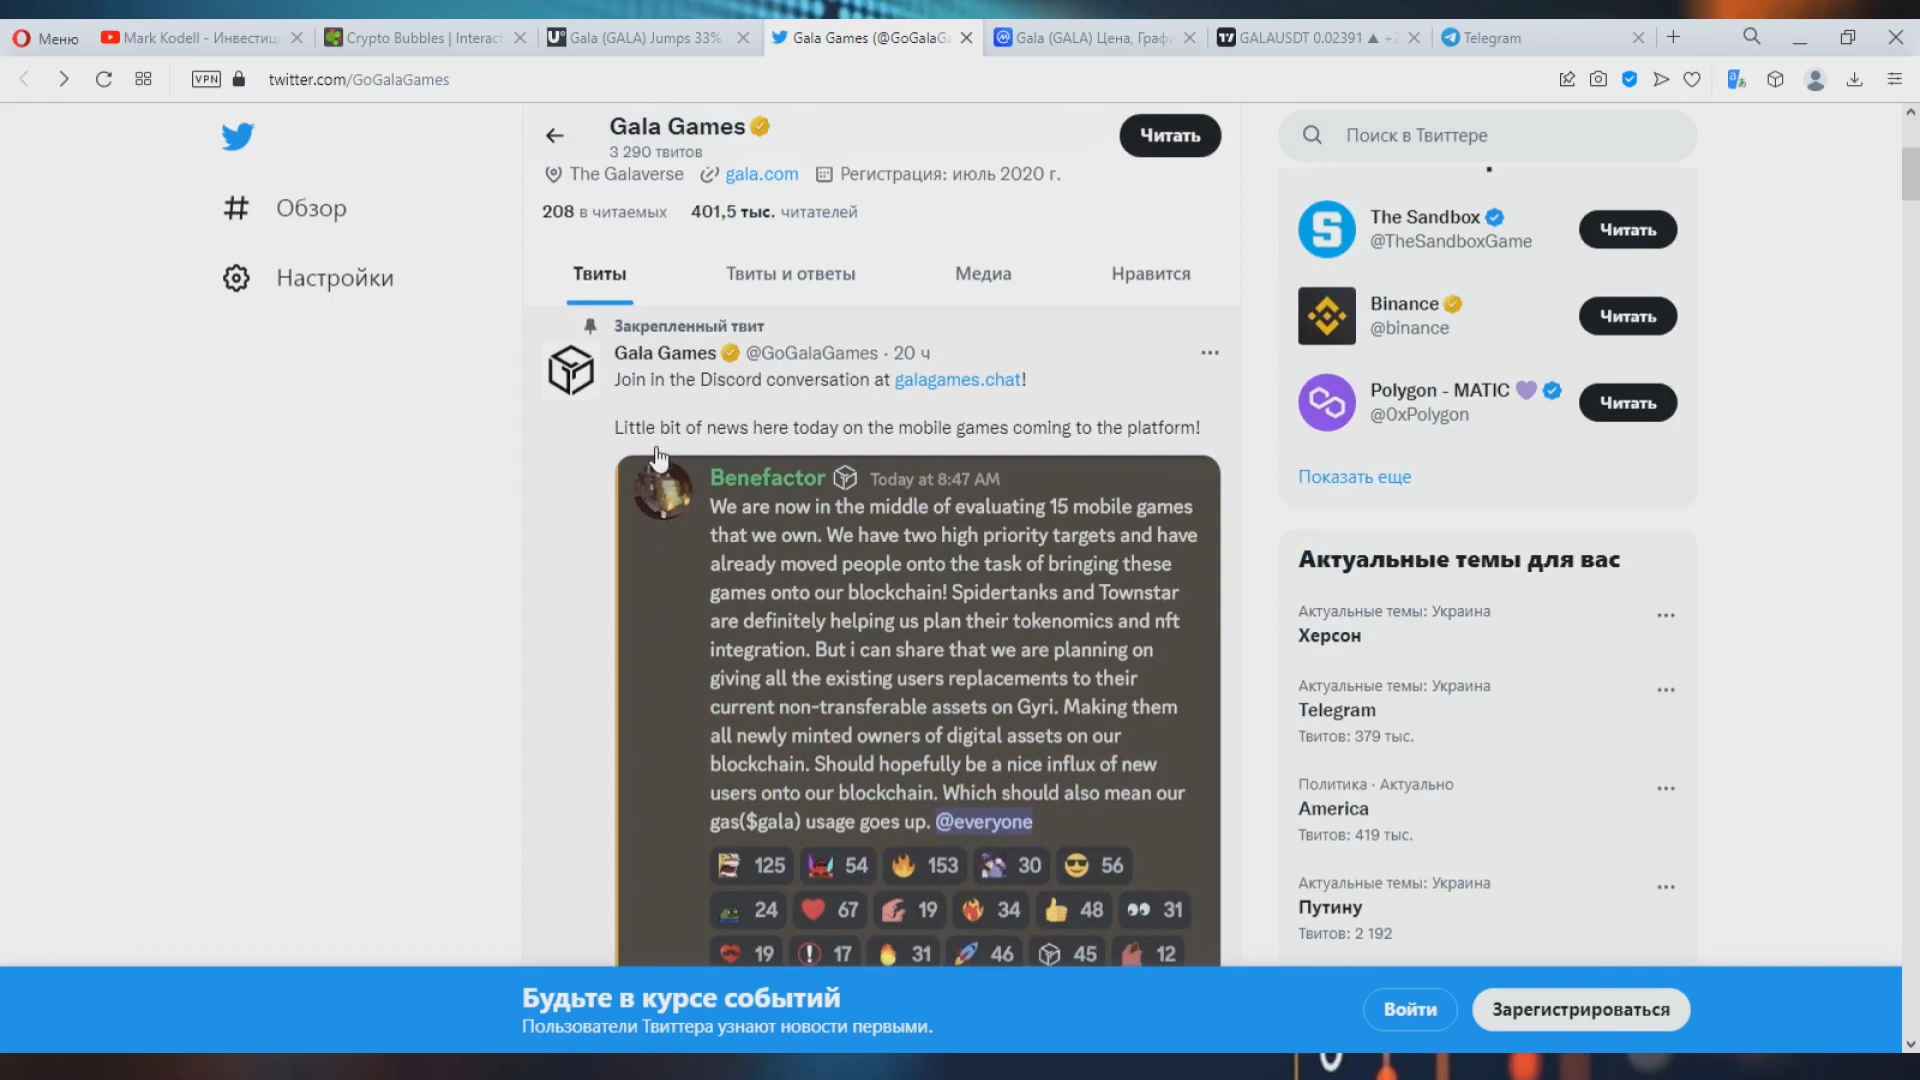 Меню
Mark Kodell - Инвестиц
Crypto Bubbles | Interact
Gala (GALA) Jumps 33%
Gala Games (@GoGalaGa
Gala (GALA) Цена, Граф
GALAUSDT 0.02391 ▲ +
Telegram
VPN
twitter.com/GoGalaGames
Gala Games
3 290 твитов
Читать
The Galaverse
gala.com
Регистрация: июль 2020 г.
208 в читаемых
401,5 тыс. читателей
Твиты
Твиты и ответы
Медиа
Нравится
Обзор
Настройки
Закрепленный твит
Gala Games @GoGalaGames · 20 ч
Join in the Discord conversation at galagames.chat!
Little bit of news here today on the mobile games coming to the platform!
Benefactor Today at 8:47 AM
We are now in the middle of evaluating 15 mobile games
that we own. We have two high priority targets and have
already moved people onto the task of bringing these
games onto our blockchain! Spidertanks and Townstar
are definitely helping us plan their tokenomics and nft
integration. But i can share that we are planning on
giving all the existing users replacements to their
current non-transferable assets on Gyri. Making them
all newly minted owners of digital assets on our
blockchain. Should hopefully be a nice influx of new
users onto our blockchain. Which should also mean our
gas($gala) usage goes up. @everyone
125 54 153 30 56
24 67 19 34 48 31
19 17 31 46 45 12
Поиск в Твиттере
The Sandbox
@TheSandboxGame
Читать
Binance
@binance
Читать
Polygon - MATIC
@0xPolygon
Читать
Показать еще
Актуальные темы для вас
Актуальные темы: Украина
Херсон
Актуальные темы: Украина
Telegram
Твитов: 379 тыс.
Политика · Актуально
America
Твитов: 419 тыс.
Актуальные темы: Украина
Путину
Твитов: 2 192
Будьте в курсе событий
Пользователи Твиттера узнают новости первыми.
Войти
Зарегистрироваться